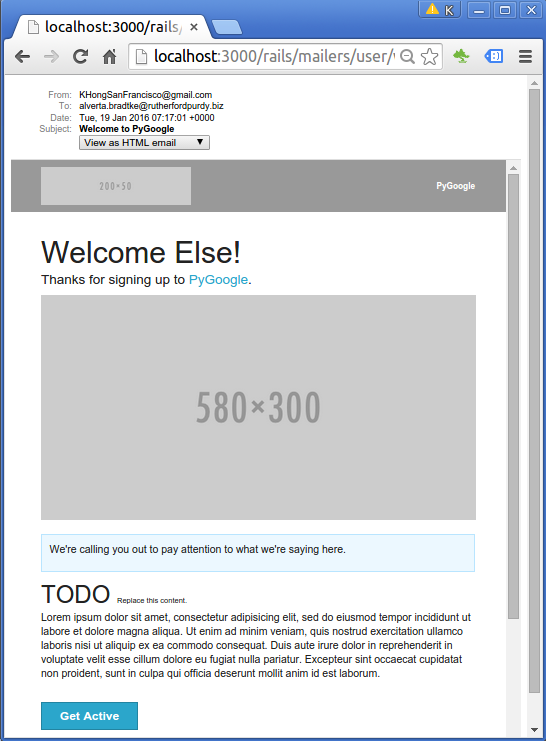 K
localhost:3000/rails/
localhost:3000/rails/mailers/user/
From: KHongSanFrancisco@gmail.com
To: alverta.bradtke@rutherfordpurdy.biz
Date: Tue, 19 Jan 2016 07:17:01 +0000
Subject: Welcome to PyGoogle
View as HTML email
200×50
PyGoogle
Welcome Else!
Thanks for signing up to PyGoogle.
580×300
We're calling you out to pay attention to what we're saying here.
TODO Replace this content.
Lorem ipsum dolor sit amet, consectetur adipisicing elit, sed do eiusmod tempor incididunt ut
labore et dolore magna aliqua. Ut enim ad minim veniam, quis nostrud exercitation ullamco
laboris nisi ut aliquip ex ea commodo consequat. Duis aute irure dolor in reprehenderit in
voluptate velit esse cillum dolore eu fugiat nulla pariatur. Excepteur sint occaecat cupidatat
non proident, sunt in culpa qui officia deserunt mollit anim id est laborum.
Get Active